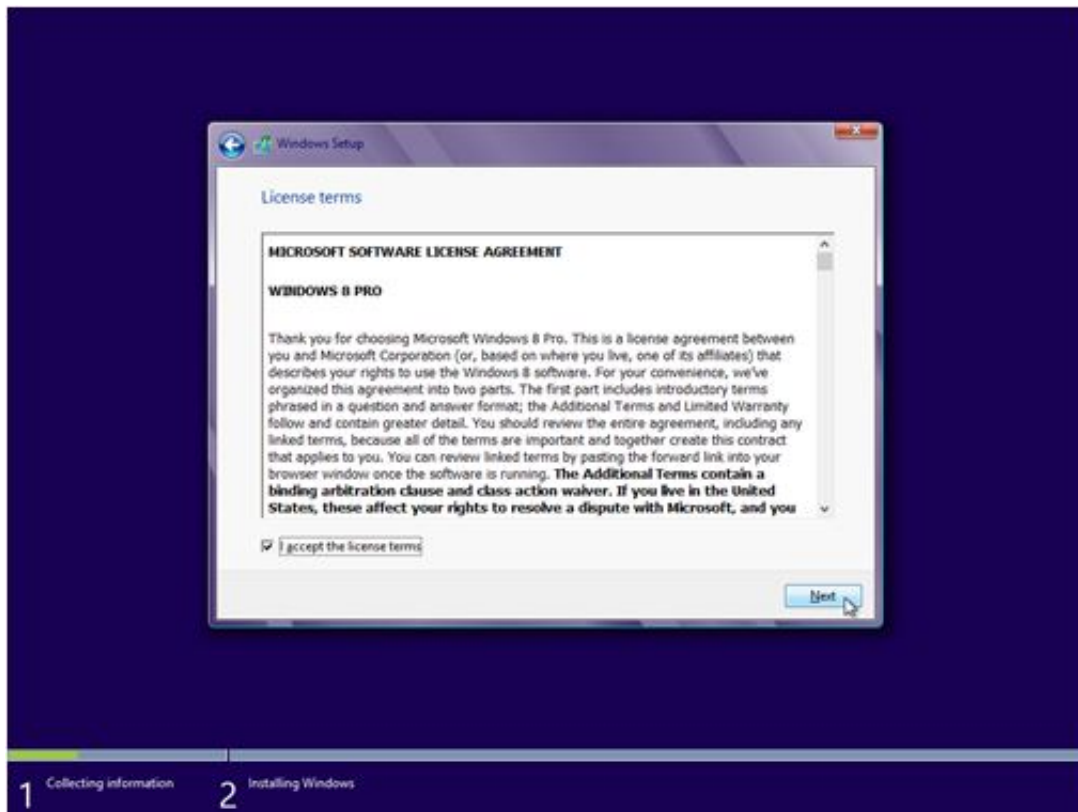 Windows Setup
License terms
MICROSOFT SOFTWARE LICENSE AGREEMENT
WINDOWS 8 PRO
Thank you for choosing Microsoft Windows 8 Pro. This is a license agreement between
you and Microsoft Corporation (or, based on where you live, one of its affiliates) that
describes your rights to use the Windows 8 software. For your convenience, we've
organized this agreement into two parts. The first part includes introductory terms
phrased in a question and answer format; the Additional Terms and Limited Warranty
follow and contain greater detail. You should review the entire agreement, including any
linked terms, because all of the terms are important and together create this contract
that applies to you. You can review linked terms by pasting the forward link into your
browser window once the software is running. The Additional Terms contain a
binding arbitration clause and class action waiver. If you live in the United
States, these affect your rights to resolve a dispute with Microsoft, and you
I accept the license terms
Next
1 Collecting information 2 Installing Windows